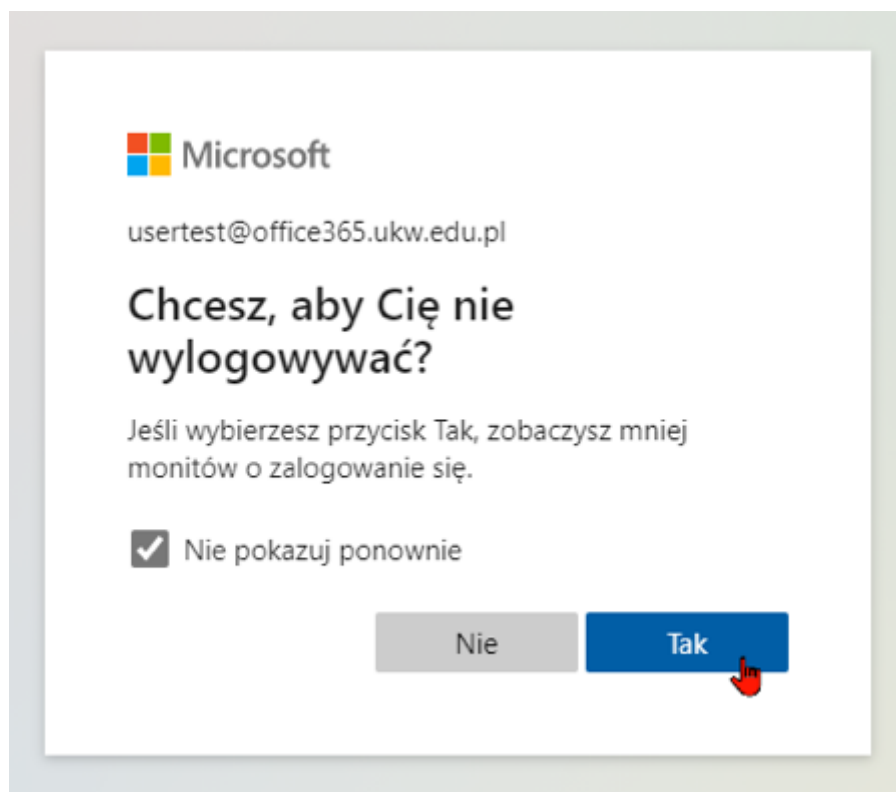 Microsoft
usertest@office365.ukw.edu.pl
Chcesz, aby Cię nie
wylogowywać?
Jeśli wybierzesz przycisk Tak, zobaczysz mniej
monitów o zalogowanie się.
Nie pokazuj ponownie
Nie
Tak